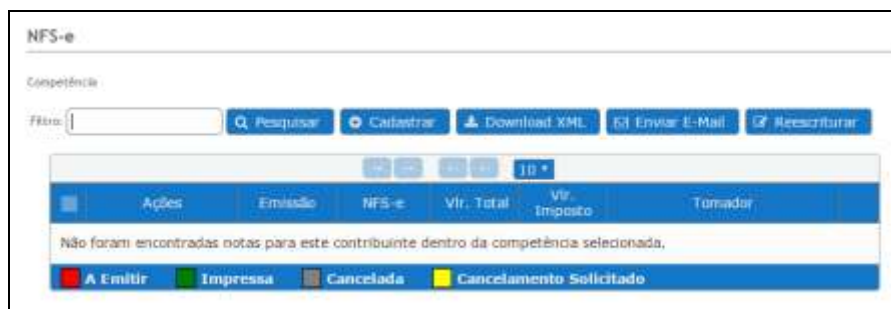 NFS-e
Competência
Filtro: Pesquisar Cadastrar Download XML Enviar E-Mail Reescriturar
10
Ações Emissão NFS-e Vlr. Total Vlr. Imposto Tomador
Não foram encontradas notas para este contribuinte dentro da competência selecionada.
A Emitir Impressa Cancelada Cancelamento Solicitado